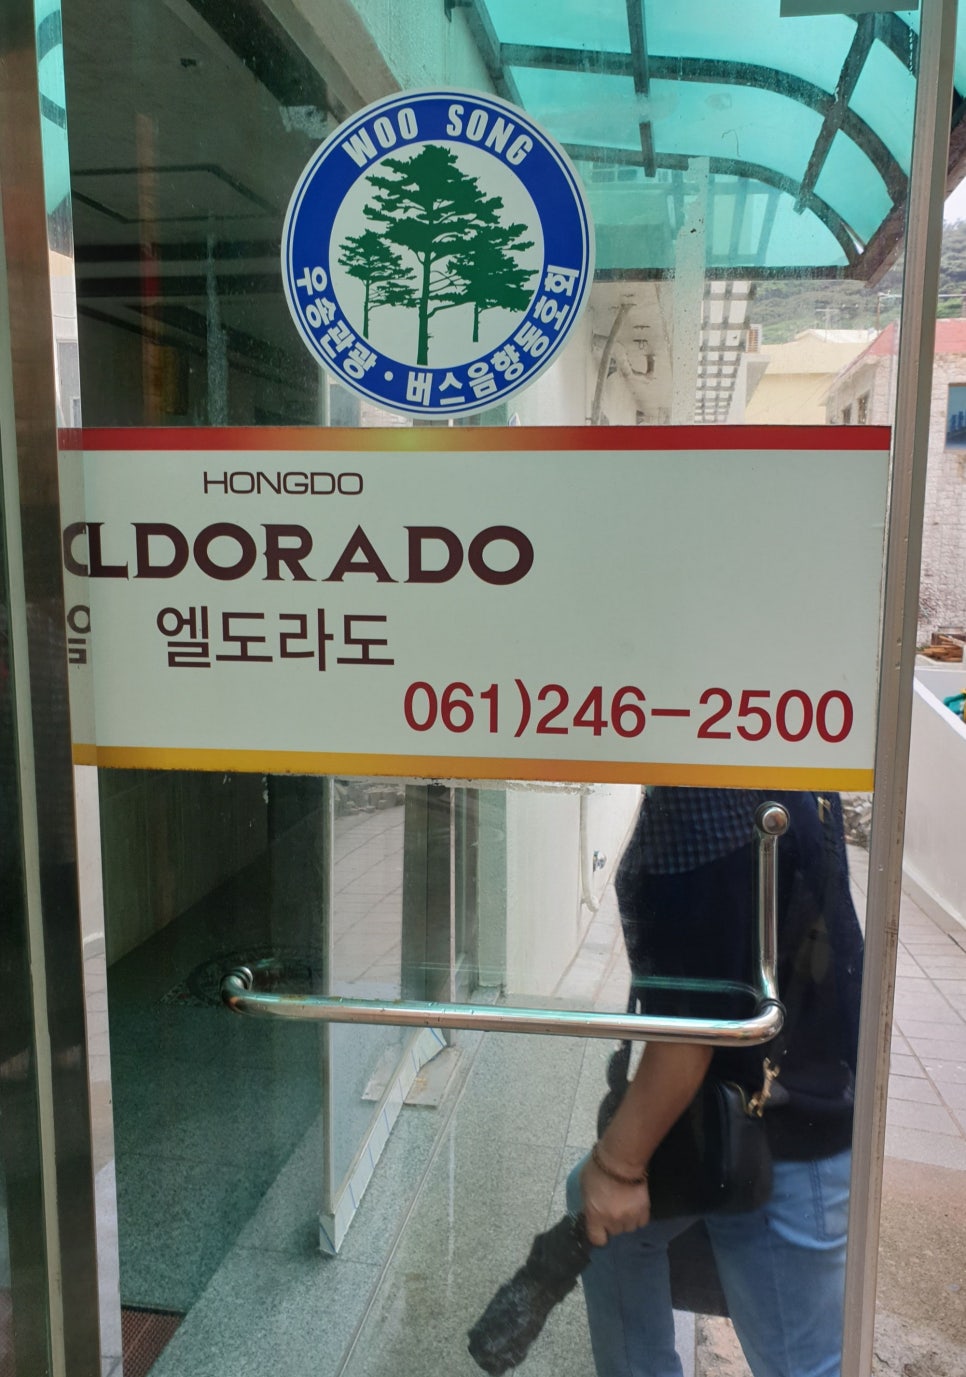 WOO SONG
우송관광 · 버스음향동호회
HONGDO
ELDORADO
엘도라도
061)246-2500